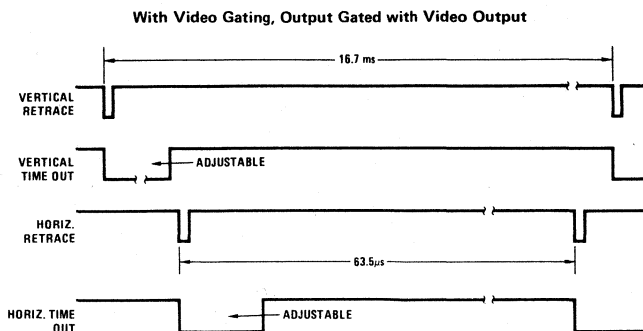 With Video Gating, Output Gated with Video Output
16.7 ms
VERTICAL
RETRACE
VERTICAL
TIME OUT
ADJUSTABLE
HORIZ.
RETRACE
63.5μs
HORIZ. TIME
OUT
ADJUSTABLE